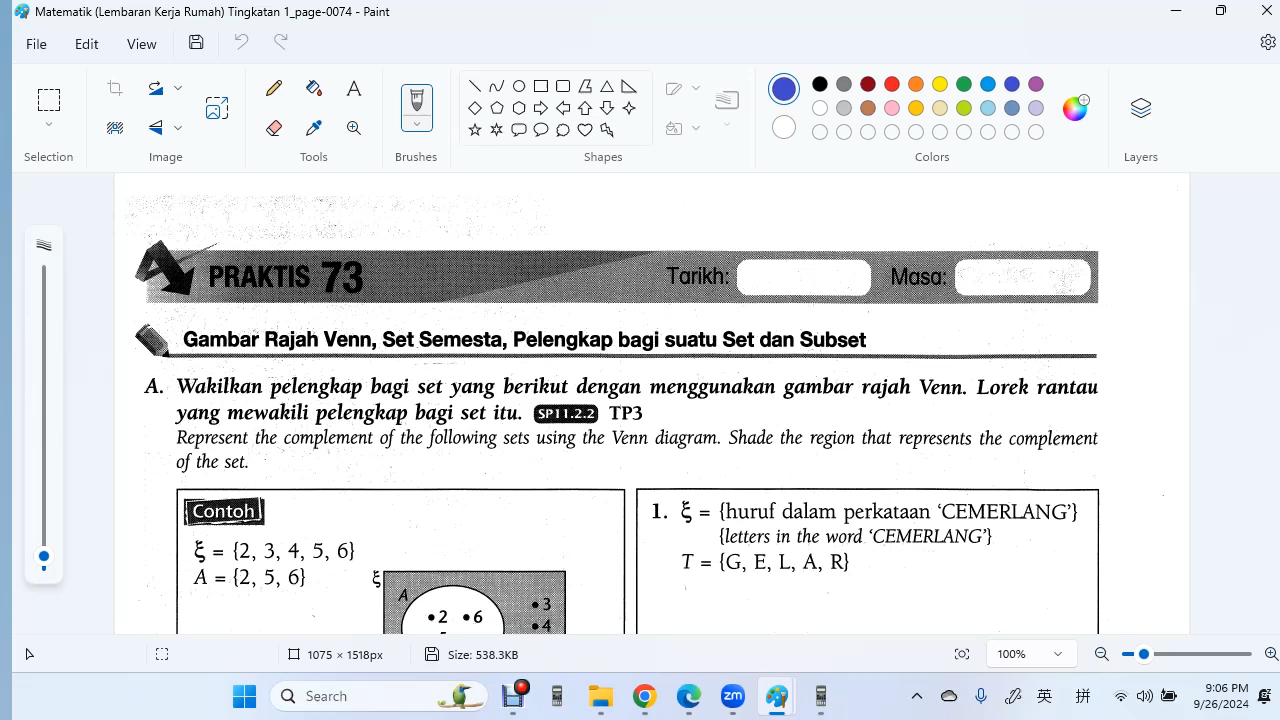 Matematik (Lembaran Kerja Rumah) Tingkatan 1_page-0074 - Paint
File Edit View
Selection Image Tools Brushes Shapes Colors Layers
A
PRAKTIS 73 Tarikh: Masa:
Gambar Rajah Venn, Set Semesta, Pelengkap bagi suatu Set dan Subset
A. Wakilkan pelengkap bagi set yang berikut dengan menggunakan gambar rajah Venn. Lorek rantau
yang mewakili pelengkap bagi set itu. SP11.2.2 TP3
Represent the complement of the following sets using the Venn diagram. Shade the region that represents the complement
of the set.
Contoh
ξ = {2, 3, 4, 5, 6}
A = {2, 5, 6}
ξ
A
•2 •6
•3
•4
1. ξ = {huruf dalam perkataan ‘CEMERLANG’}
{letters in the word ‘CEMERLANG’}
T = {G, E, L, A, R}
1075 × 1518px Size: 538.3KB 100%
Search zm 英 拼 9:06 PM
9/26/2024